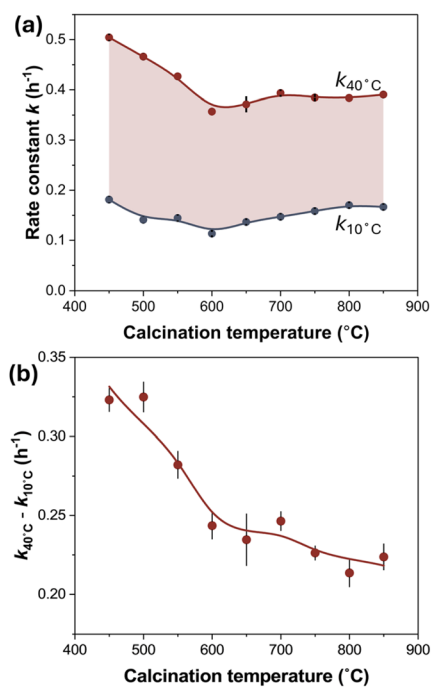 (a)
Rate constant k (h⁻¹)
0.5
0.4
0.3
0.2
0.1
0.0
k40°C
k10°C
400 500 600 700 800 900
Calcination temperature (°C)
(b)
k40°C - k10°C (h⁻¹)
0.35
0.30
0.25
0.20
400 500 600 700 800 900
Calcination temperature (°C)